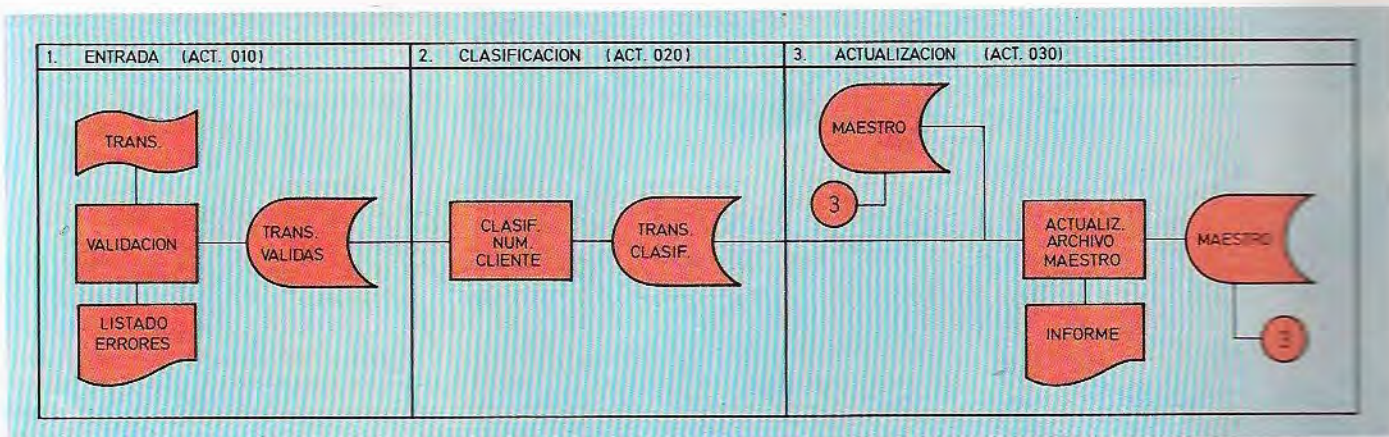 1. ENTRADA (ACT. 010)
TRANS.
VALIDACION
LISTADO
ERRORES
TRANS.
VALIDAS
2. CLASIFICACION (ACT. 020)
CLASIF.
NUM.
CLIENTE
TRANS.
CLASIF.
3. ACTUALIZACION (ACT. 030)
MAESTRO
3
ACTUALIZ.
ARCHIVO
MAESTRO
INFORME
MAESTRO
3